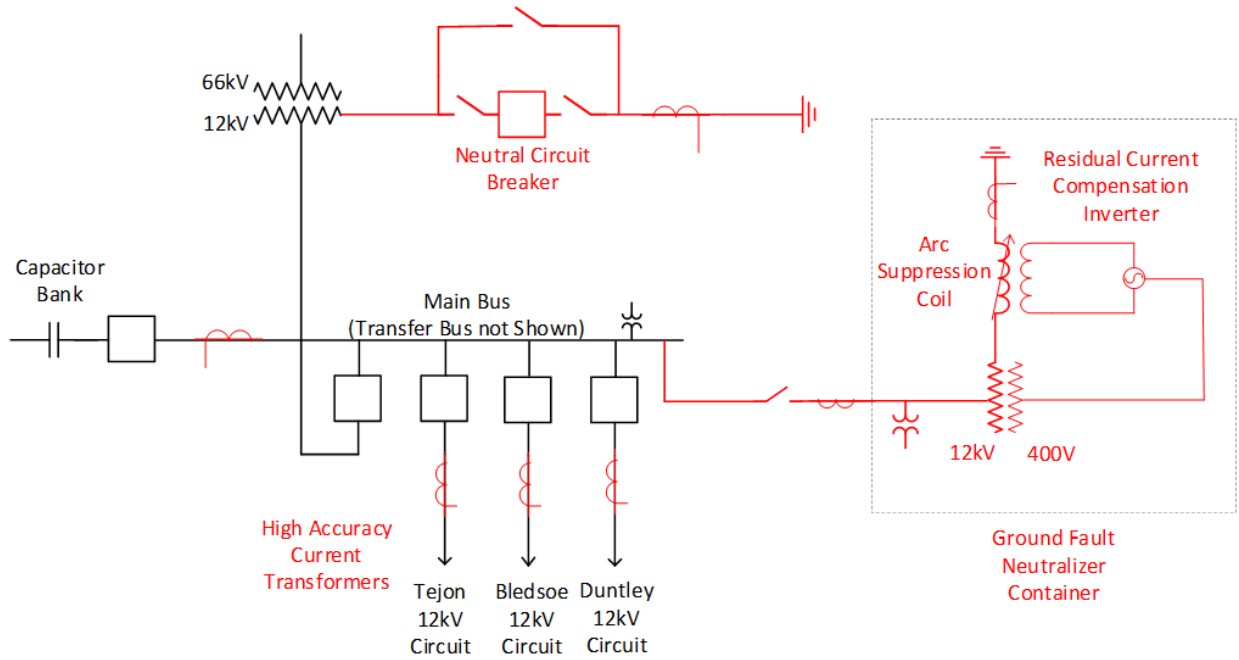 66kV
12kV
Neutral Circuit
Breaker
Residual Current
Compensation
Inverter
Arc
Suppression
Coil
Capacitor
Bank
Main Bus
(Transfer Bus not Shown)
12kV
400V
High Accuracy
Current
Transformers
Tejon
12kV
Circuit
Bledsoe
12kV
Circuit
Duntley
12kV
Circuit
Ground Fault
Neutralizer
Container